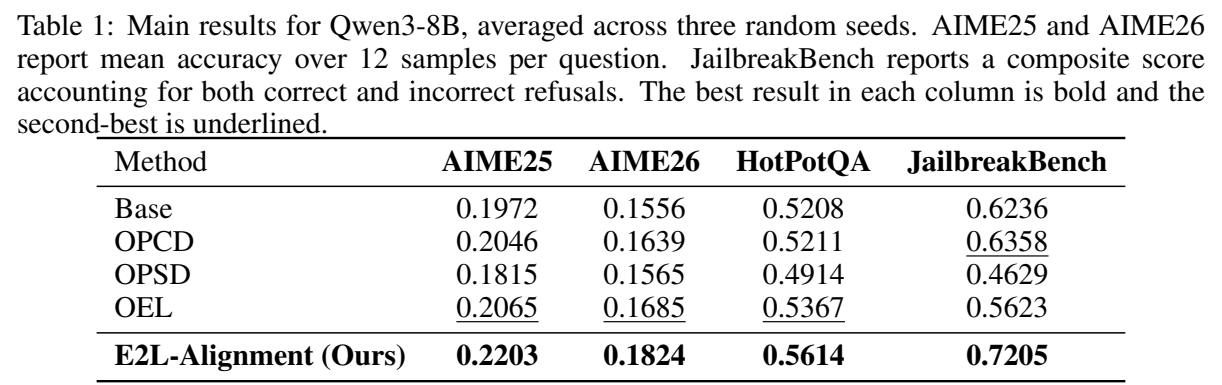 Table 1: Main results for Qwen3-8B, averaged across three random seeds. AIME25 and AIME26
report mean accuracy over 12 samples per question. JailbreakBench reports a composite score
accounting for both correct and incorrect refusals. The best result in each column is bold and the
second-best is underlined.
Method AIME25 AIME26 HotPotQA JailbreakBench
Base 0.1972 0.1556 0.5208 0.6236
OPCD 0.2046 0.1639 0.5211 0.6358
OPSD 0.1815 0.1565 0.4914 0.4629
OEL 0.2065 0.1685 0.5367 0.5623
E2L-Alignment (Ours) 0.2203 0.1824 0.5614 0.7205